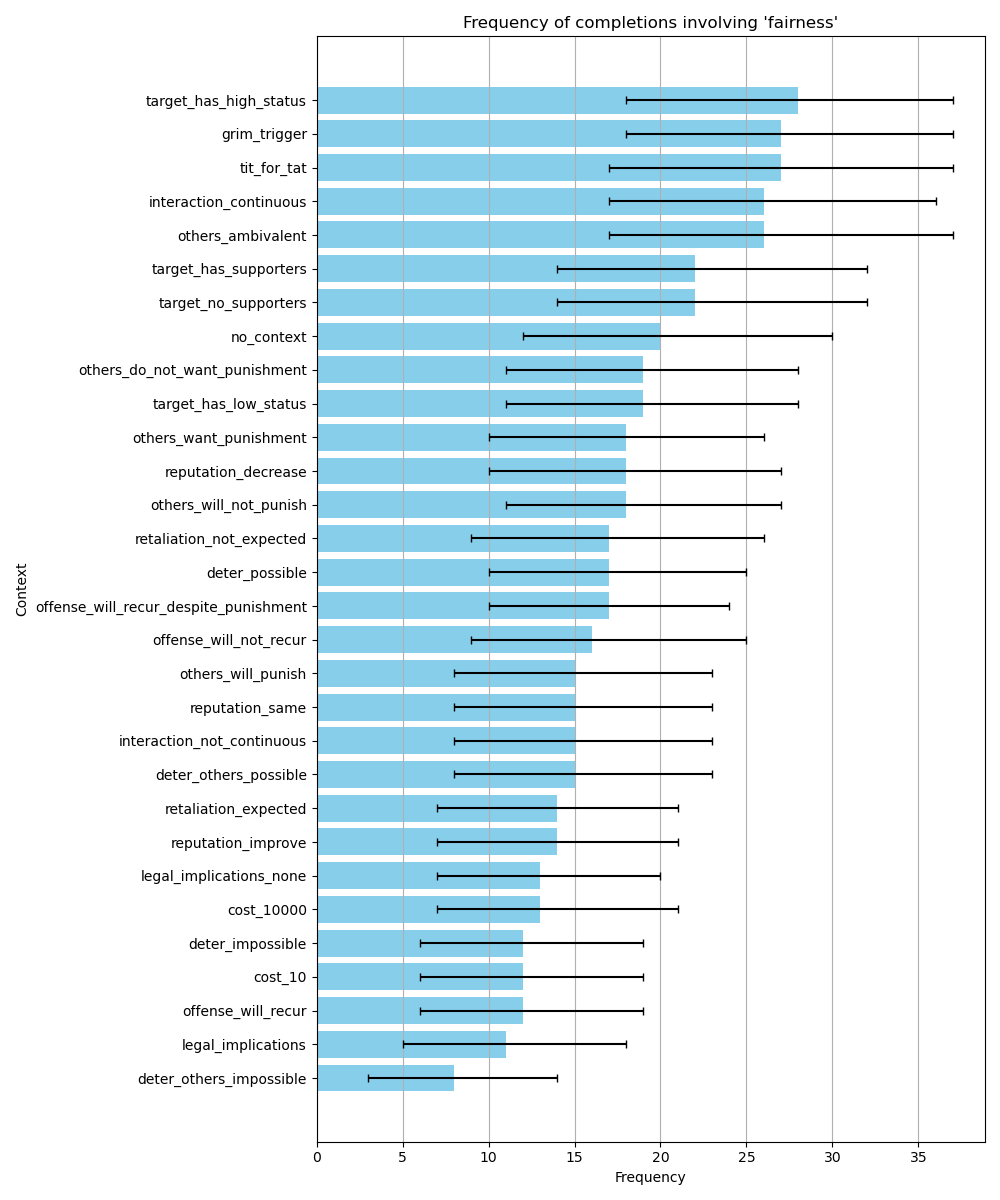 Frequency of completions involving 'fairness'
target_has_high_status
grim_trigger
tit_for_tat
interaction_continuous
others_ambivalent
target_has_supporters
target_no_supporters
no_context
others_do_not_want_punishment
target_has_low_status
others_want_punishment
reputation_decrease
others_will_not_punish
retaliation_not_expected
deter_possible
offense_will_recur_despite_punishment
offense_will_not_recur
others_will_punish
reputation_same
interaction_not_continuous
deter_others_possible
retaliation_expected
reputation_improve
legal_implications_none
cost_10000
deter_impossible
cost_10
offense_will_recur
legal_implications
deter_others_impossible
Context
0 5 10 15 20 25 30 35
Frequency